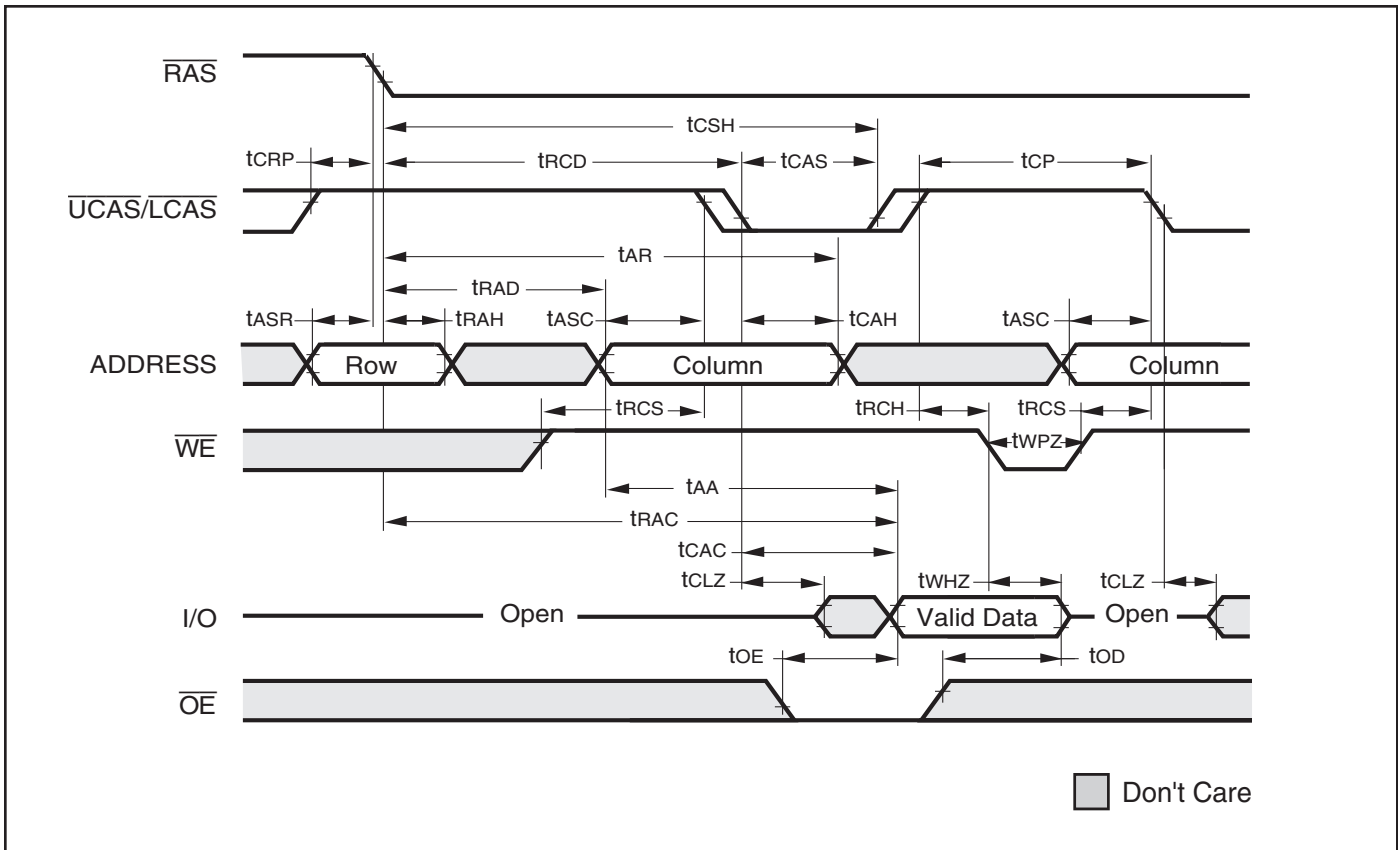 RAS
tCSH
tCRP
tRCD
tCAS
tCP
UCAS/LCAS
tAR
tRAD
tASR
tRAH
tASC
tCAH
tASC
ADDRESS
Row
Column
Column
tRCS
tRCH
tRCS
WE
tWPZ
tAA
tRAC
tCAC
tCLZ
tWHZ
tCLZ
I/O
Open
Valid Data
Open
tOE
tOD
OE
Don't Care